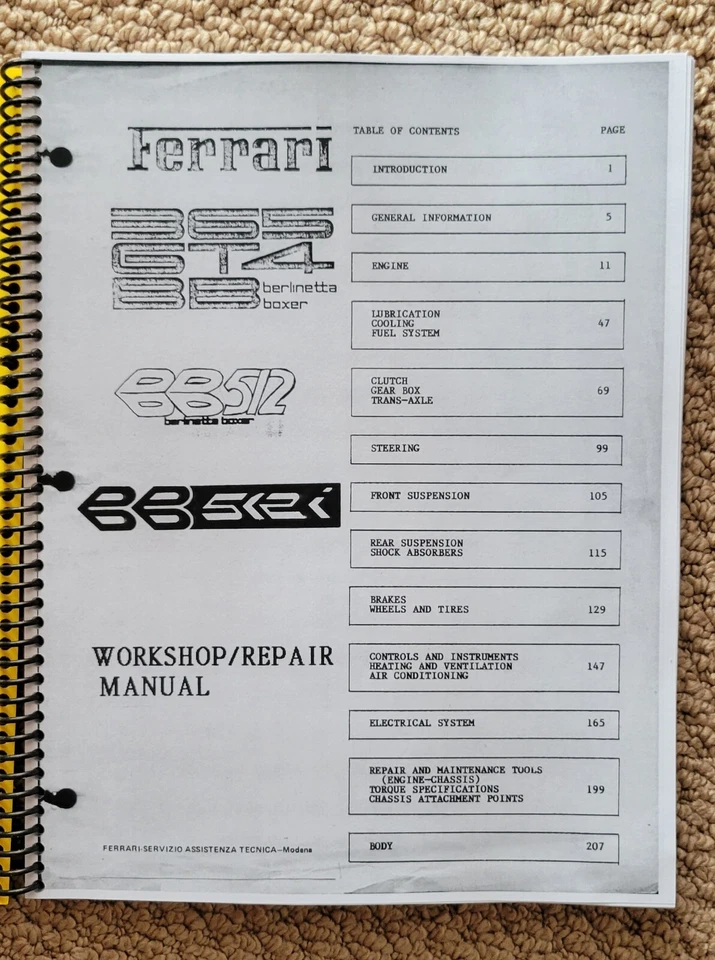 Ferrari
365
GT4
BB berlinetta
boxer
BB 512
berlinetta boxer
BB 512i
WORKSHOP/REPAIR
MANUAL
FERRARI-SERVIZIO ASSISTENZA TECNICA—Modena
TABLE OF CONTENTS PAGE
INTRODUCTION 1
GENERAL INFORMATION 5
ENGINE 11
LUBRICATION
COOLING 47
FUEL SYSTEM
CLUTCH
GEAR BOX 69
TRANS-AXLE
STEERING 99
FRONT SUSPENSION 105
REAR SUSPENSION
SHOCK ABSORBERS 115
BRAKES
WHEELS AND TIRES 129
CONTROLS AND INSTRUMENTS
HEATING AND VENTILATION 147
AIR CONDITIONING
ELECTRICAL SYSTEM 165
REPAIR AND MAINTENANCE TOOLS
(ENGINE-CHASSIS)
TORQUE SPECIFICATIONS 199
CHASSIS ATTACHMENT POINTS
BODY 207